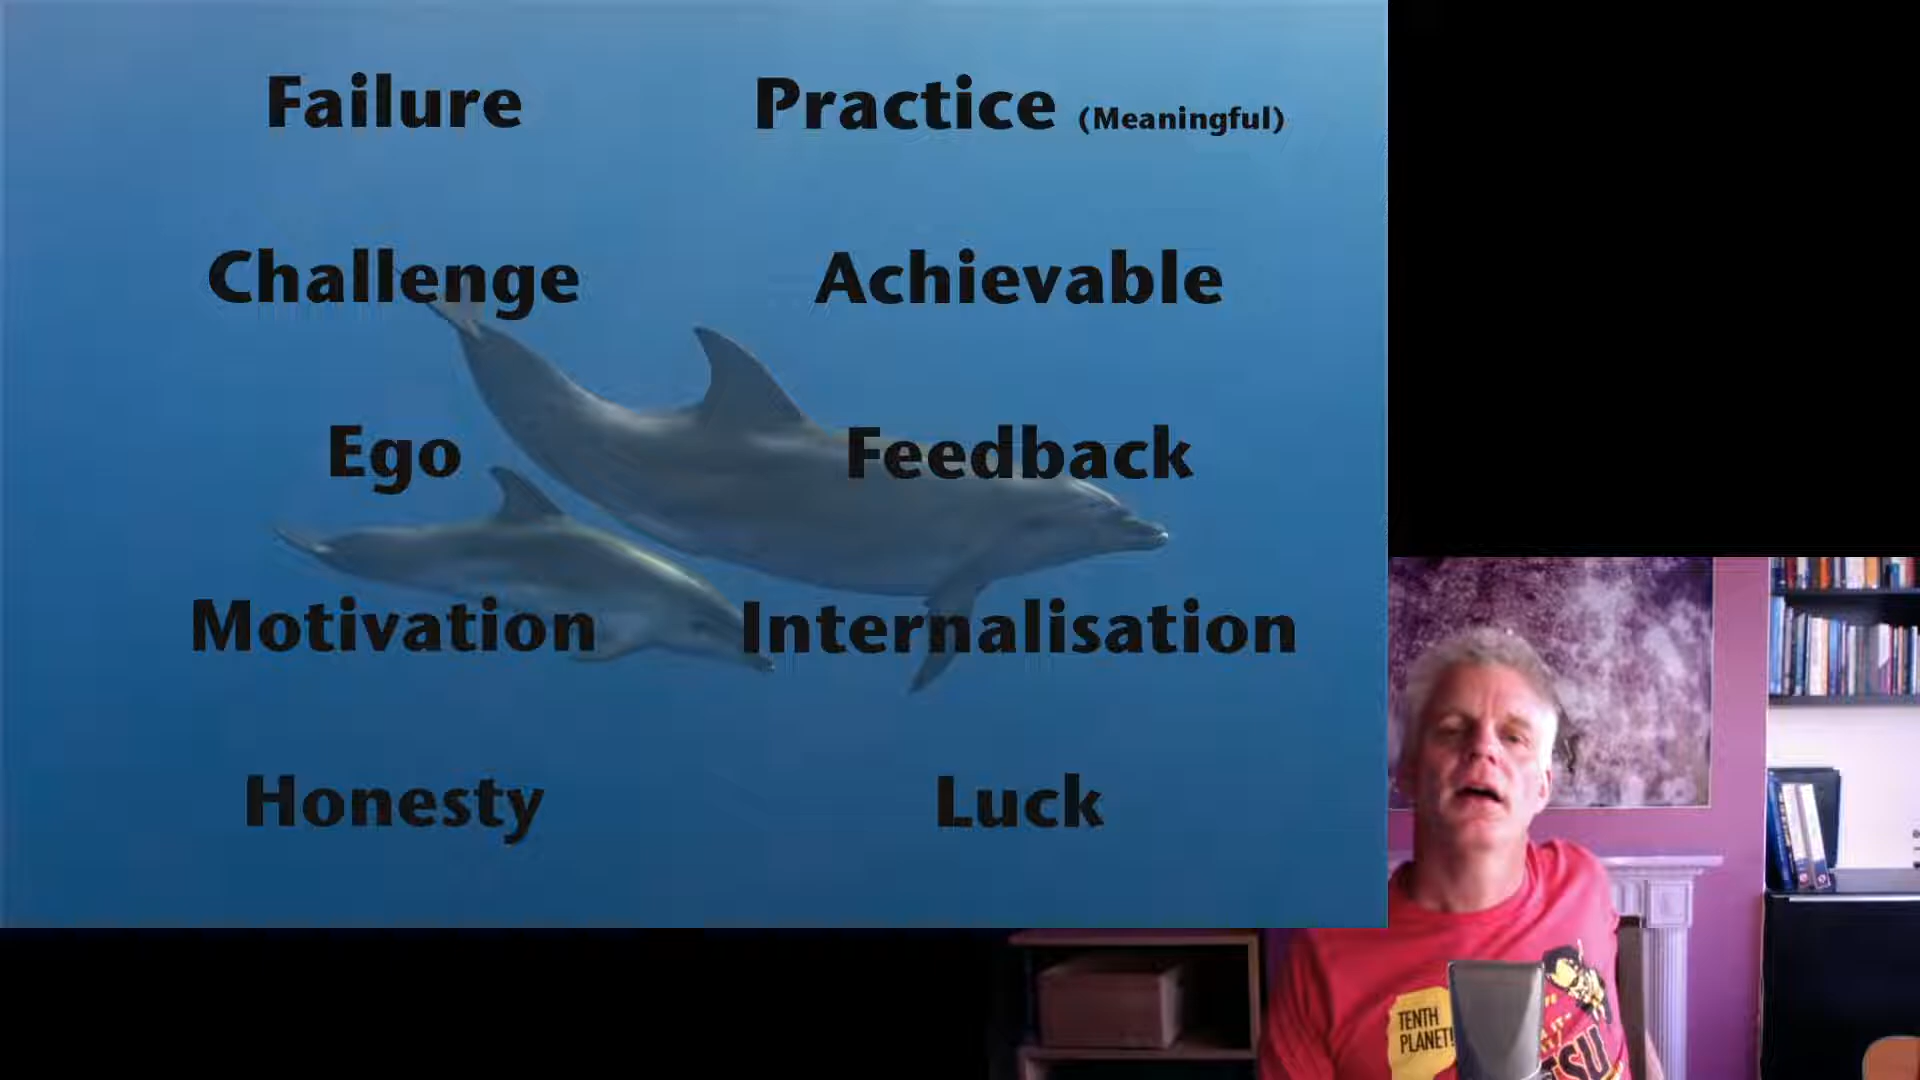 Failure
Practice (Meaningful)
Challenge
Achievable
Ego
Feedback
Motivation
Internalisation
Honesty
Luck
TENTH
PLANET!